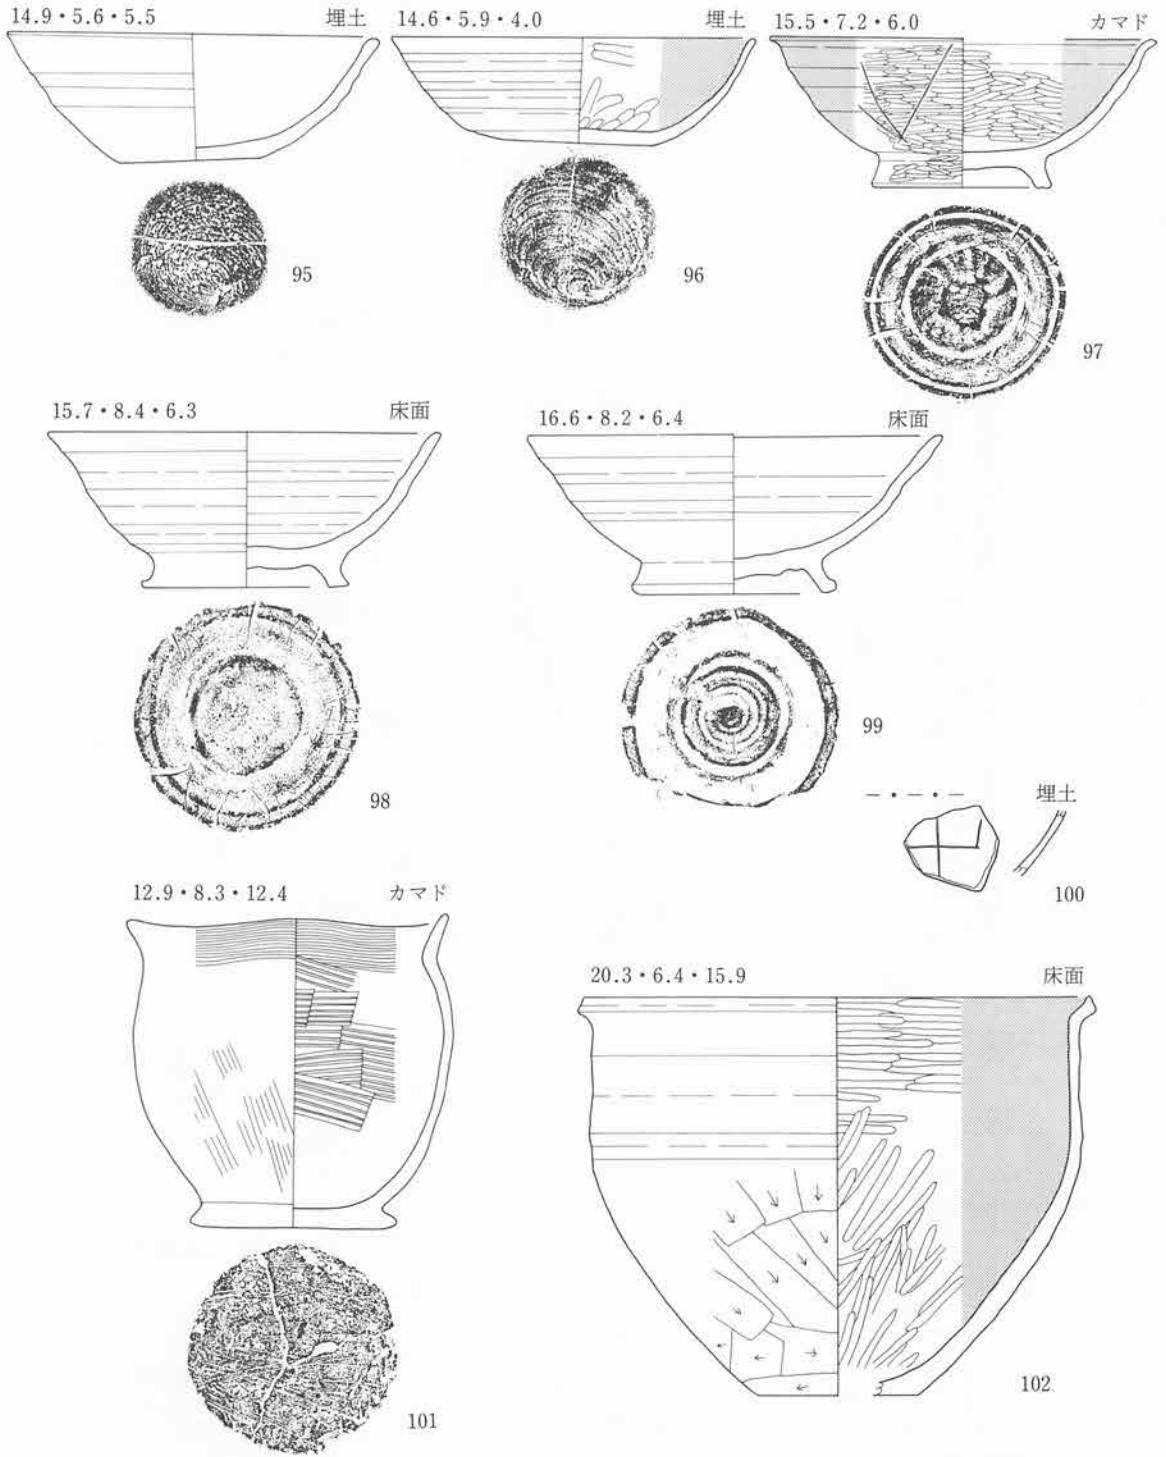 14.9・5.6・5.5 埋土
95
14.6・5.9・4.0 埋土
96
15.5・7.2・6.0 カマド
97
15.7・8.4・6.3 床面
98
16.6・8.2・6.4 床面
99
－・－・－ 埋土
100
12.9・8.3・12.4 カマド
101
20.3・6.4・15.9 床面
102